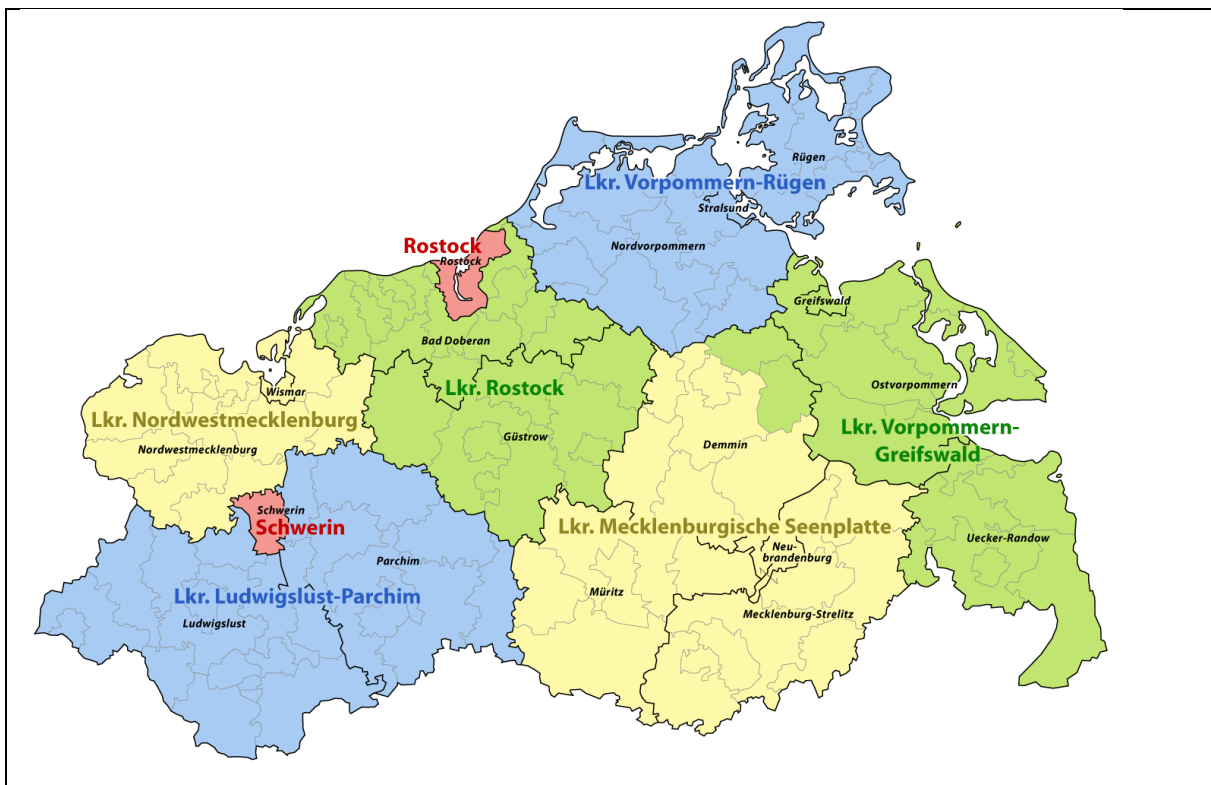 Rügen
Lkr. Vorpommern-Rügen
Stralsund
Nordvorpommern
Rostock
Rostock
Greifswald
Bad Doberan
Ostvorpommern
Lkr. Rostock
Wismar
Lkr. Nordwestmecklenburg
Lkr. Vorpommern-
Greifswald
Güstrow
Demmin
Nordwestmecklenburg
Schwerin
Schwerin
Lkr. Mecklenburgische Seenplatte
Uecker-Randow
Neu-
brandenburg
Parchim
Müritz
Lkr. Ludwigslust-Parchim
Ludwigslust
Mecklenburg-Strelitz